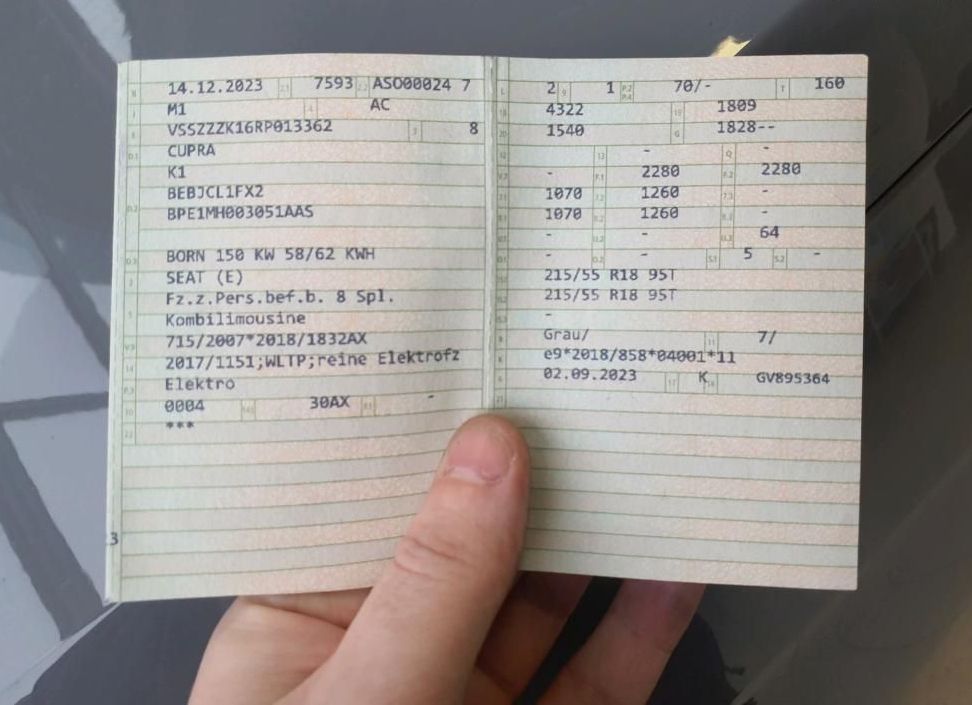 14.12.2023 7593 ASO00024 7
M1 AC
VSSZZZK16RP013362 8
CUPRA
K1
BEBJCL1FX2
BPE1MH003051AAS
BORN 150 KW 58/62 KWH
SEAT (E)
Fz.z.Pers.bef.b. 8 Spl.
Kombilimousine
715/2007*2018/1832AX
2017/1151;WLTP;reine Elektrofz
Elektro
0004 30AX -
***
3
2 1 70/- 160
4322 1809
1540 1828--
- -
- 2280 2280
1070 1260 -
1070 1260 -
- - 64
- - 5 -
215/55 R18 95T
215/55 R18 95T
-
Grau/ 7/
e9*2018/858*04001*11
02.09.2023 K GV895364